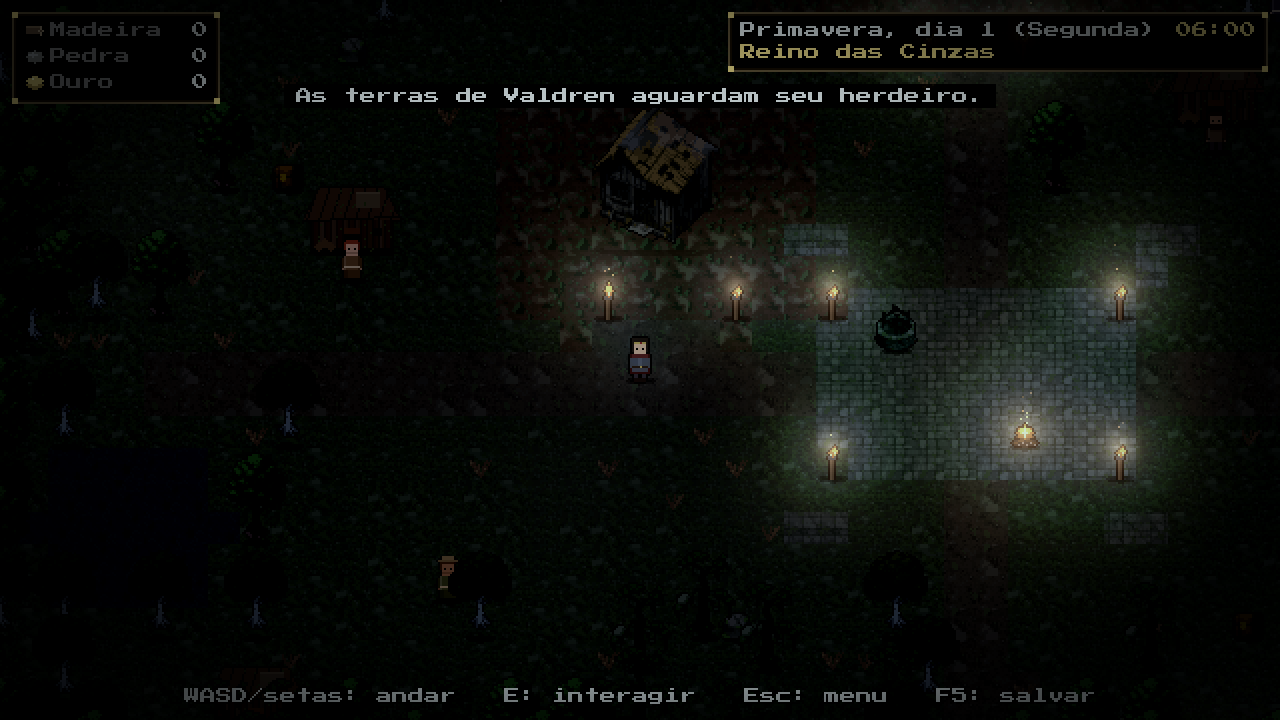 Madeira 0
Pedra 0
Ouro 0
Primavera, dia 1 (Segunda) 06:00
Reino das Cinzas
As terras de Valdren aguardam seu herdeiro.
WASD/setas: andar E: interagir Esc: menu F5: salvar